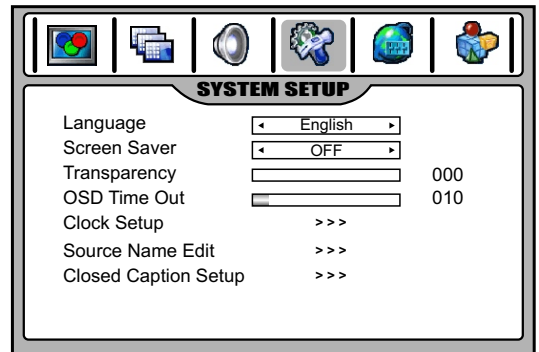 SYSTEM SETUP
Language ◂ English ▸
Screen Saver ◂ OFF ▸
Transparency 000
OSD Time Out 010
Clock Setup >>>
Source Name Edit >>>
Closed Caption Setup >>>